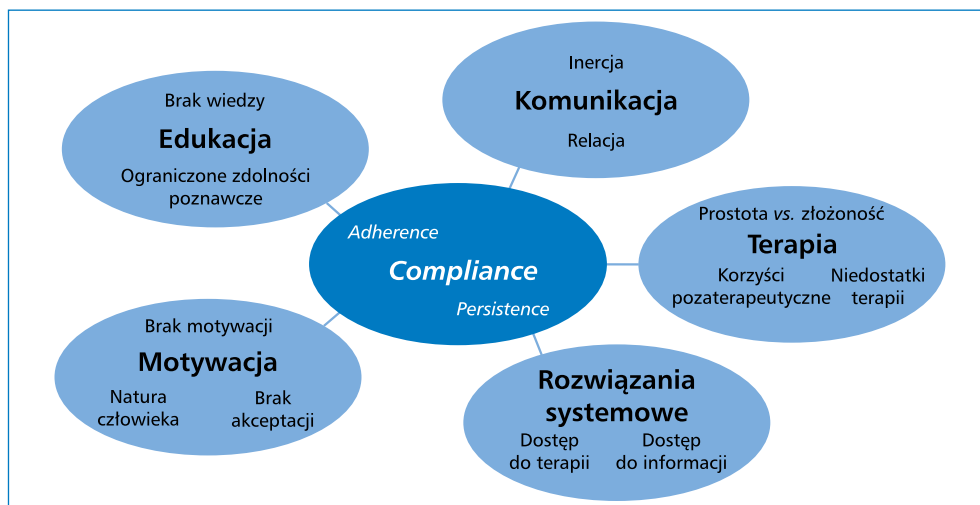 Brak wiedzy
Edukacja
Ograniczone zdolności
poznawcze
Inercja
Komunikacja
Relacja
Adherence
Compliance
Persistence
Prostota vs. złożoność
Terapia
Korzyści
pozaterapeutyczne
Niedostatki
terapii
Brak motywacji
Motywacja
Natura
człowieka
Brak
akceptacji
Rozwiązania
systemowe
Dostęp
do terapii
Dostęp
do informacji